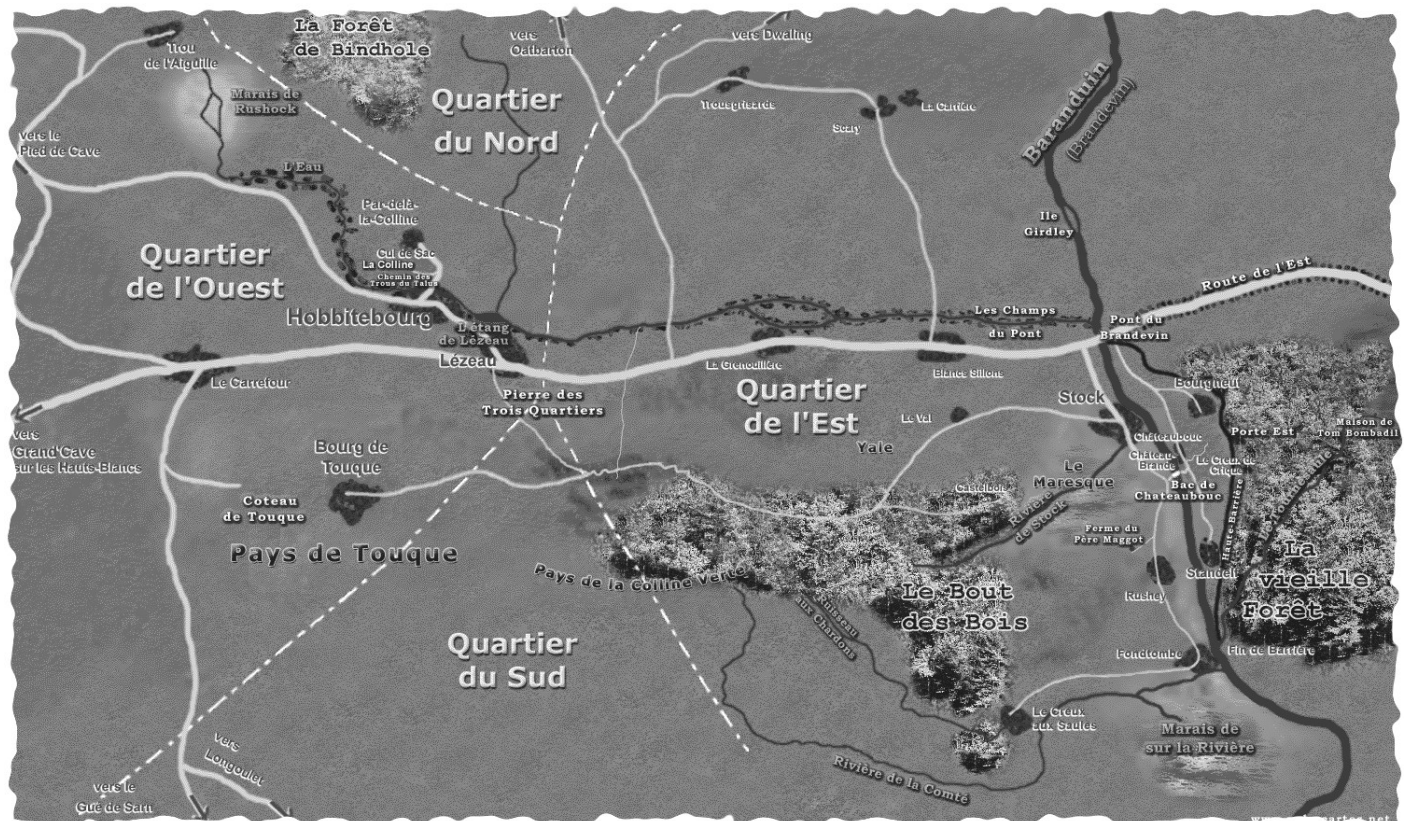 La Forêt
de Bindhole
Trou
de l'Aiguille
vers
Oatbarton
vers Dwaling
Quartier
du Nord
Marais de
Rushock
Trousgrisards
La Carrière
Scary
Baranduin
(Brandevin)
vers le
Pied de Cave
L'Eau
Par-delà-
la-Colline
Ile
Girdley
Quartier
de l'Ouest
Cul de Sac
La Colline
Chemin des
Trous du Talus
Route de l'Est
Hobbitebourg
L'étang
de Lézeau
Lézeau
Les Champs
du Pont
Pont du
Brandevin
Le Carrefour
La Grenouillère
Blancs Sillons
Quartier
de l'Est
Pierre des
Trois Quartiers
Stock
Bourgneuf
vers
Grand'Cave
sur les Hauts-Blancs
Le Val
Yale
Maison de
Tom Bombadil
Porte Est
Bourg de
Touque
Châteaubouc
Château-
Brande
Le Creux de
Crique
Le
Maresque
Bac de
Chateaubouc
Castelbois
Coteau
de Touque
Rivière
de Stock
Haute-Barrière
Ferme du
Père Maggot
Pays de Touque
Pays de la Colline Verte
Standelf
La
vieille
Forêt
Rushey
Le Bout
des Bois
Ruisseau
aux Chardons
Quartier
du Sud
Fondtombe
Fin de Barrière
Le Creux
aux Saules
Marais de
sur la Rivière
Rivière de la Comté
vers
Longoulet
vers le
Gué de Sarn